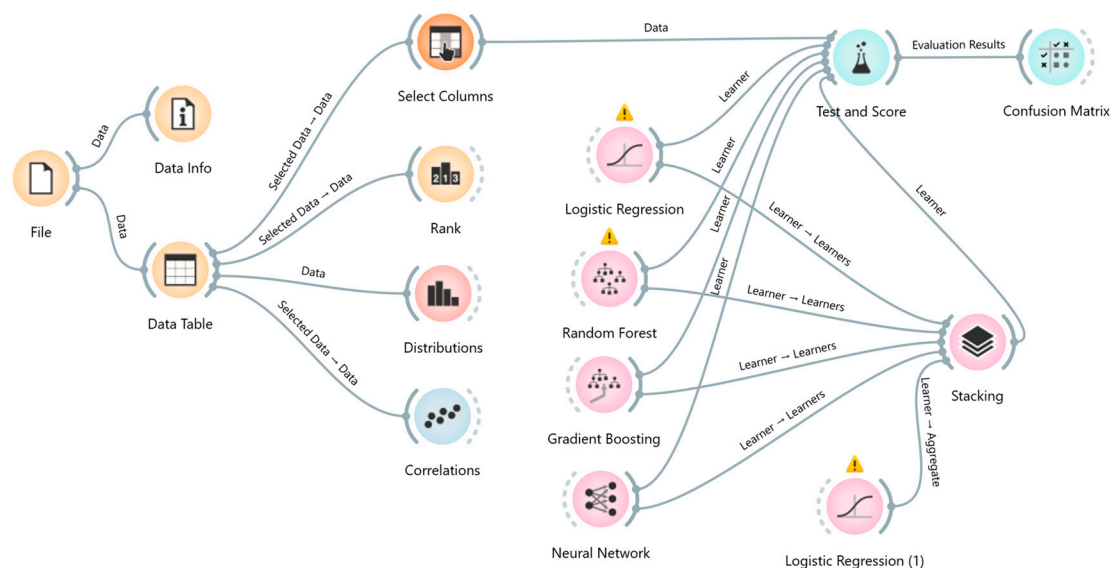 Data
Evaluation Results
Select Columns
Test and Score
Confusion Matrix
Selected Data → Data
Learner
Data
Data Info
Selected Data → Data
Rank
Learner
Logistic Regression
Learner
Learner
File
Data
Learner → Learners
Data
Learner
Data Table
Distributions
Random Forest
Learner → Learners
Selected Data → Data
Learner → Learners
Stacking
Gradient Boosting
Learner → Learners
Learner → Aggregate
Correlations
Neural Network
Logistic Regression (1)
2 1 3